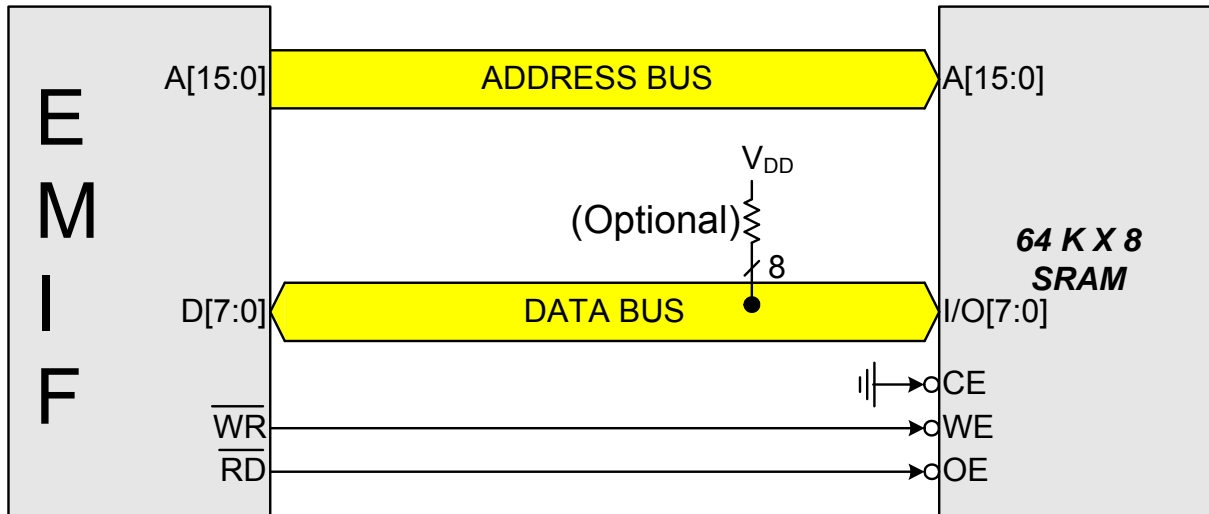 E
M
I
F
A[15:0]
ADDRESS BUS
A[15:0]
VDD
(Optional)
8
64 K X 8
SRAM
D[7:0]
DATA BUS
I/O[7:0]
CE
WR
WE
RD
OE